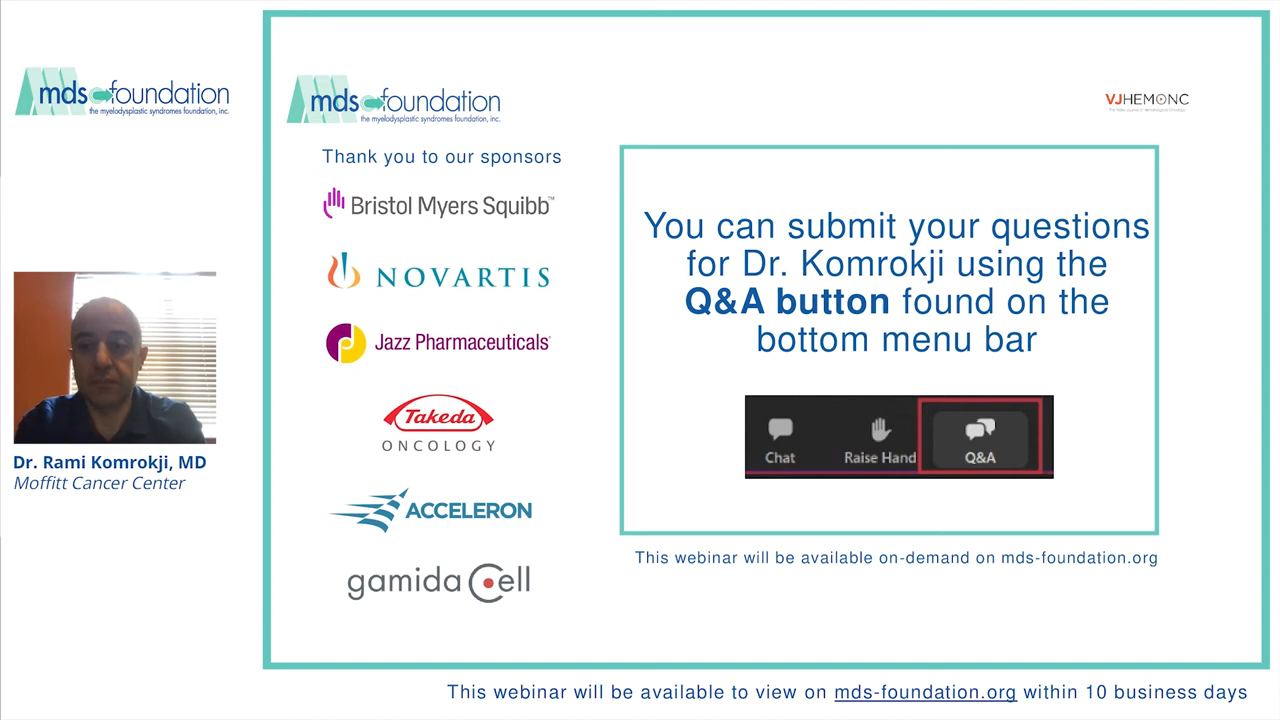 mds foundation
the myelodysplastic syndromes foundation, inc.
Dr. Rami Komrokji, MD
Moffitt Cancer Center
mds foundation
the myelodysplastic syndromes foundation, inc.
VJHEMONC
Thank you to our sponsors
Bristol Myers Squibb™
NOVARTIS
Jazz Pharmaceuticals
Takeda
ONCOLOGY
ACCELERON
gamida Cell
You can submit your questions
for Dr. Komrokji using the
Q&A button found on the
bottom menu bar
Chat
Raise Hand
Q&A
This webinar will be available on-demand on mds-foundation.org
This webinar will be available to view on mds-foundation.org within 10 business days